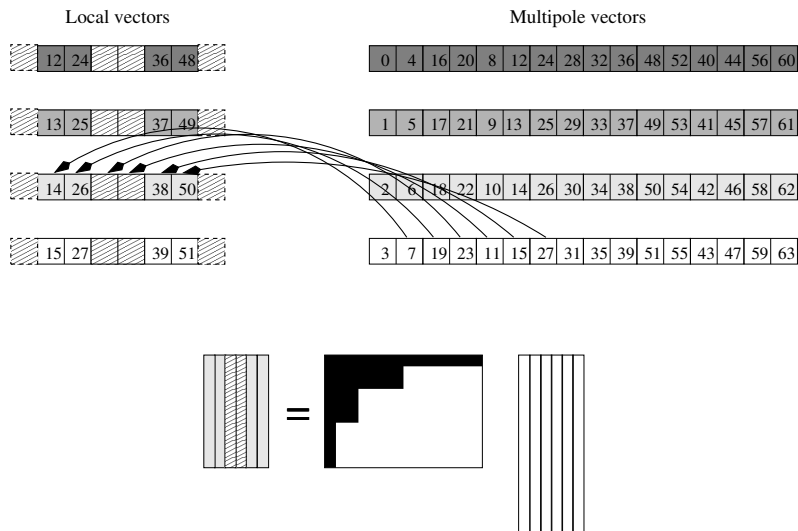 Local vectors Multipole vectors
12 24 36 48 0 4 16 20 8 12 24 28 32 36 48 52 40 44 56 60
13 25 37 49 1 5 17 21 9 13 25 29 33 37 49 53 41 45 57 61
14 26 38 50 2 6 18 22 10 14 26 30 34 38 50 54 42 46 58 62
15 27 39 51 3 7 19 23 11 15 27 31 35 39 51 55 43 47 59 63
=